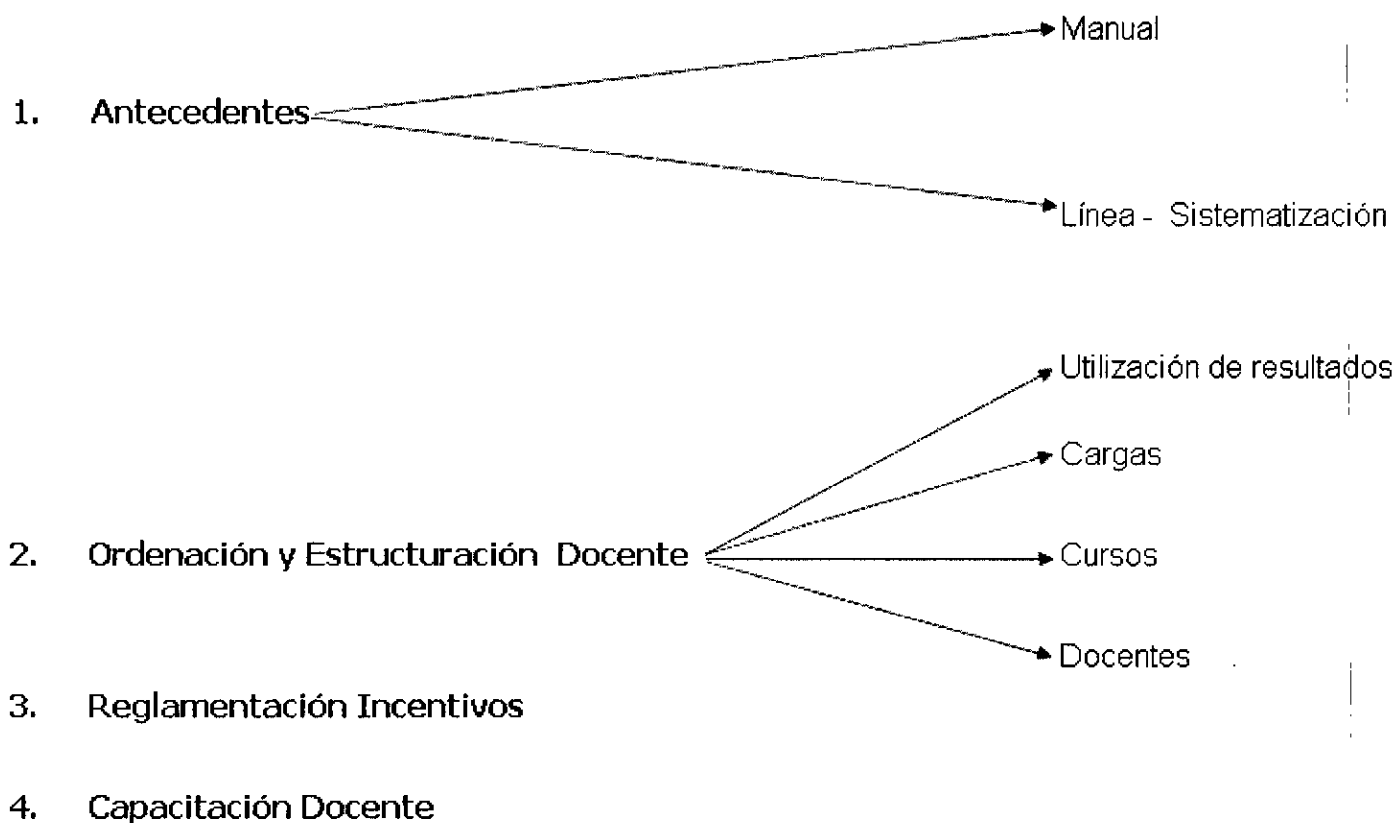 Manual
1. Antecedentes
Línea - Sistematización
Utilización de resultados
Cargas
2. Ordenación y Estructuración Docente
Cursos
Docentes
3. Reglamentación Incentivos
4. Capacitación Docente